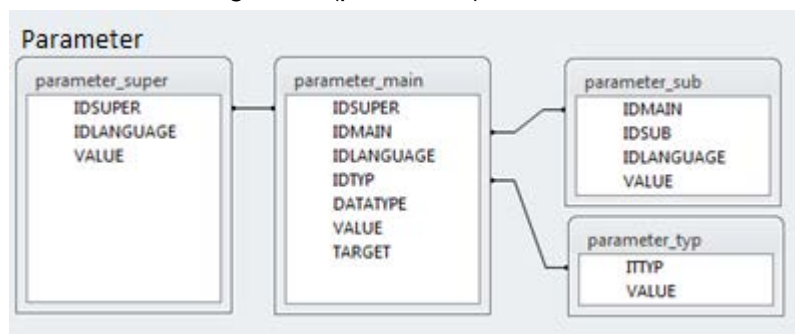 Parameter
parameter_super
IDSUPER
IDLANGUAGE
VALUE
parameter_main
IDSUPER
IDMAIN
IDLANGUAGE
IDTYP
DATATYPE
VALUE
TARGET
parameter_sub
IDMAIN
IDSUB
IDLANGUAGE
VALUE
parameter_typ
ITTYP
VALUE